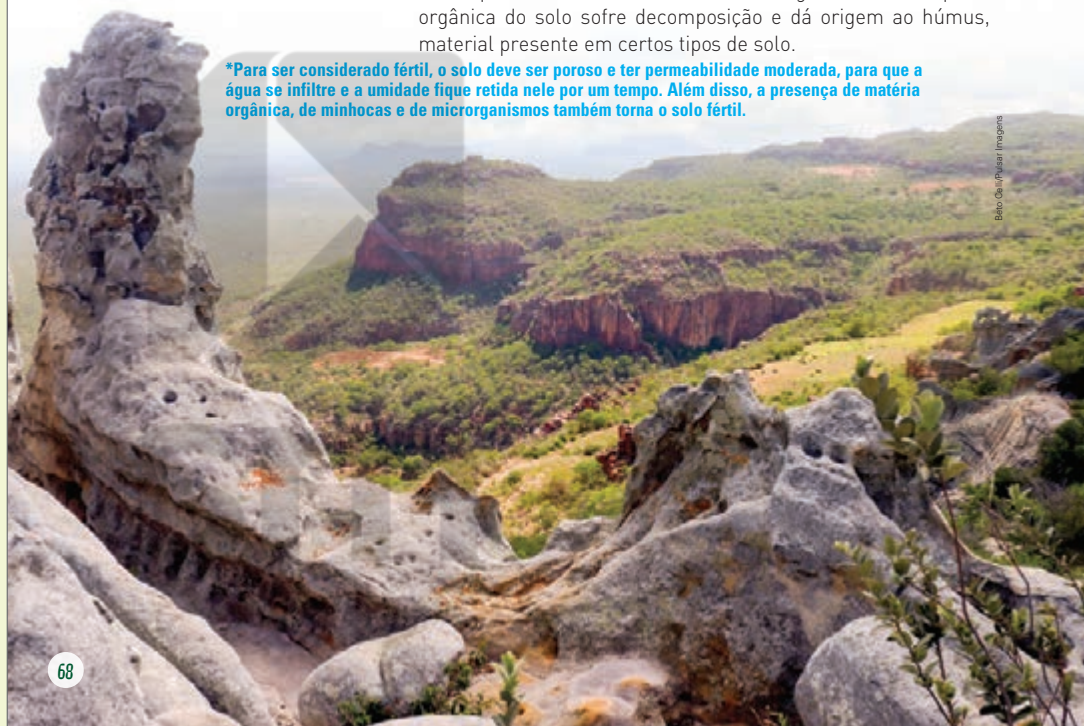 orgânica do solo sofre decomposição e dá origem ao húmus,
material presente em certos tipos de solo.
*Para ser considerado fértil, o solo deve ser poroso e ter permeabilidade moderada, para que a
água se infiltre e a umidade fique retida nele por um tempo. Além disso, a presença de matéria
orgânica, de minhocas e de microrganismos também torna o solo fértil.
Beto Celli/Pulsar Imagens
68